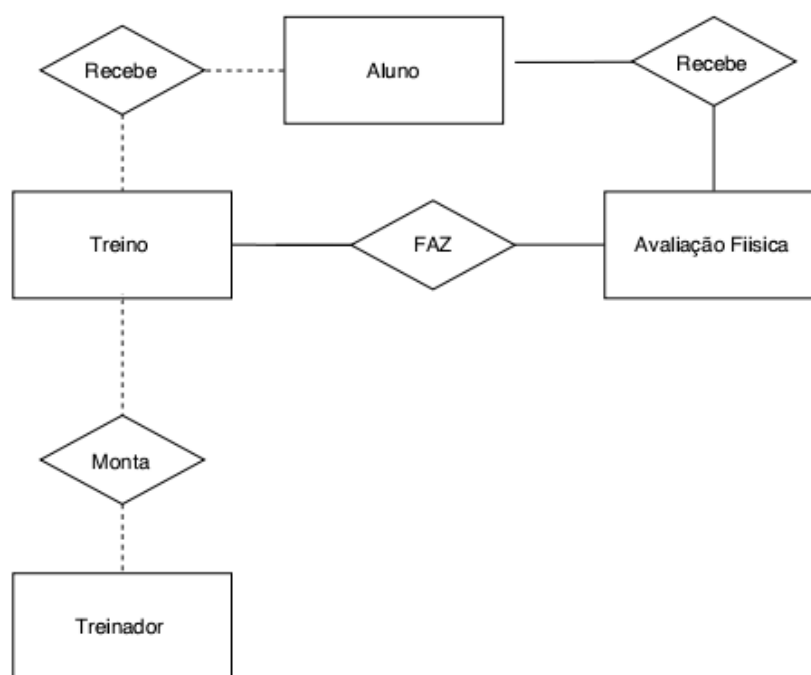 Recebe
Aluno
Recebe
Treino
FAZ
Avaliação Fiisica
Monta
Treinador